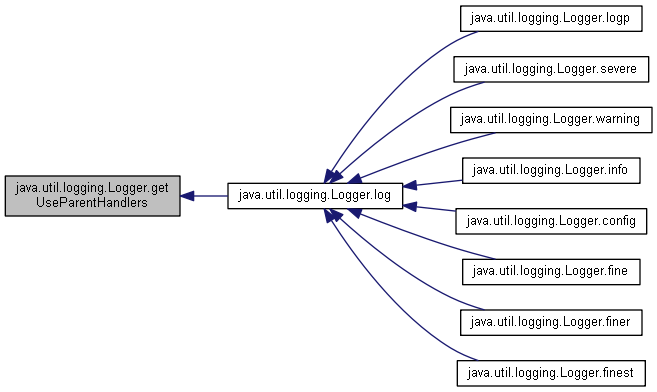 java.util.logging.Logger.get
UseParentHandlers
java.util.logging.Logger.log
java.util.logging.Logger.logp
java.util.logging.Logger.severe
java.util.logging.Logger.warning
java.util.logging.Logger.info
java.util.logging.Logger.config
java.util.logging.Logger.fine
java.util.logging.Logger.finer
java.util.logging.Logger.finest